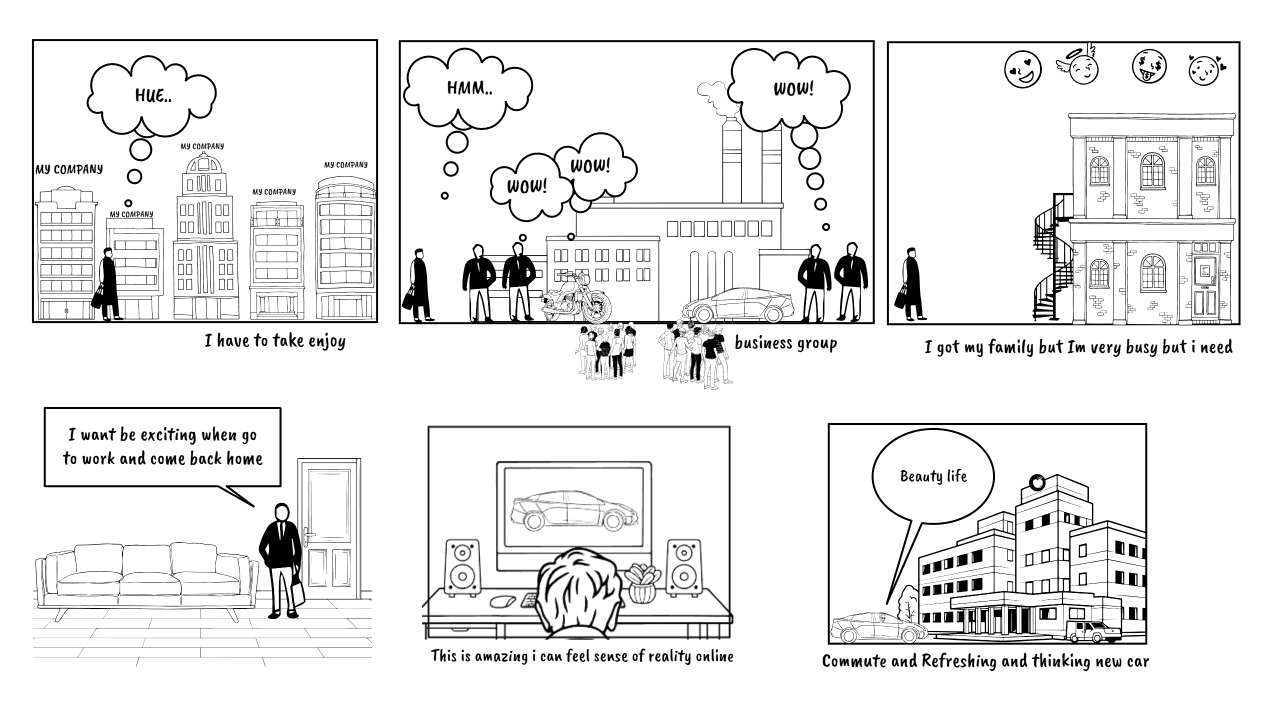 HUE..
MY COMPANY
MY COMPANY
MY COMPANY
MY COMPANY
MY COMPANY
I have to take enjoy
HMM..
WOW!
WOW!
WOW!
business group
I got my family but Im very busy but i need
I want be exciting when go
to work and come back home
This is amazing i can feel sense of reality online
Beauty life
Commute and Refreshing and thinking new car